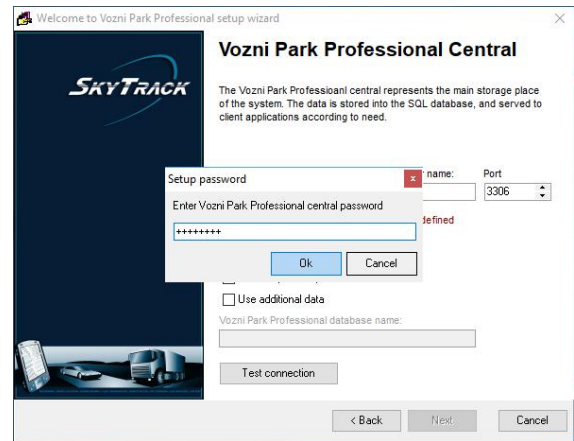 Welcome to Vozni Park Professional setup wizard
Vozni Park Professional Central
SKYTRACK
The Vozni Park Professioanl central represents the main storage place
of the system. The data is stored into the SQL database, and served to
client applications according to need.
name:
Port
3306
defined
Setup password
Enter Vozni Park Professional central password
++++++++
Ok
Cancel
Use additional data
Vozni Park Professional database name:
Test connection
< Back
Next
Cancel